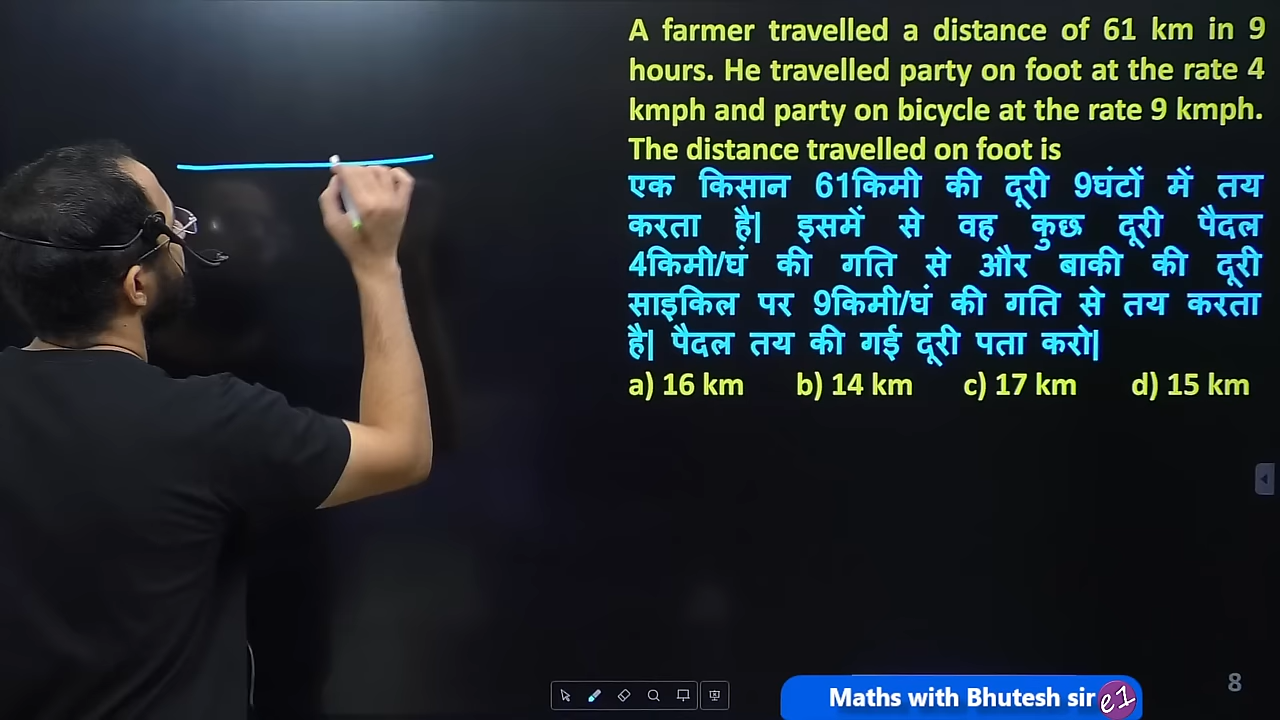 A farmer travelled a distance of 61 km in 9
hours. He travelled party on foot at the rate 4
kmph and party on bicycle at the rate 9 kmph.
The distance travelled on foot is
एक किसान 61किमी की दूरी 9घंटों में तय
करता है| इसमें से वह कुछ दूरी पैदल
4किमी/घं की गति से और बाकी की दूरी
साइकिल पर 9किमी/घं की गति से तय करता
है| पैदल तय की गई दूरी पता करो|
a) 16 km b) 14 km c) 17 km d) 15 km
8
Maths with Bhutesh sir e1